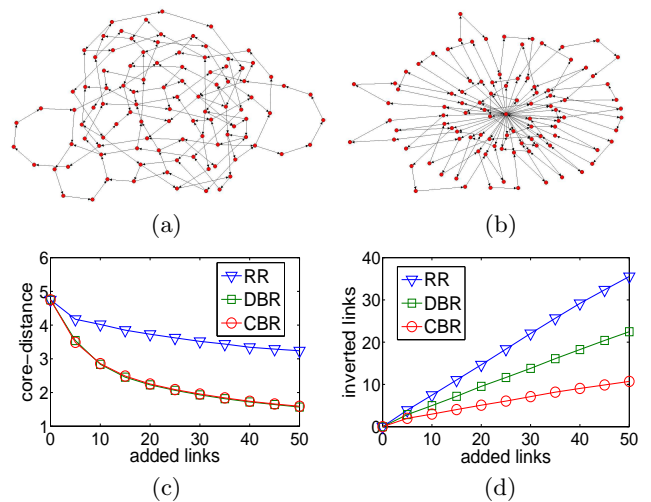 (a)
(b)
6
5
4
3
2
1
0 10 20 30 40 50
core-distance
added links
RR
DBR
CBR
(c)
40
30
20
10
0
0 10 20 30 40 50
inverted links
added links
RR
DBR
CBR
(d)